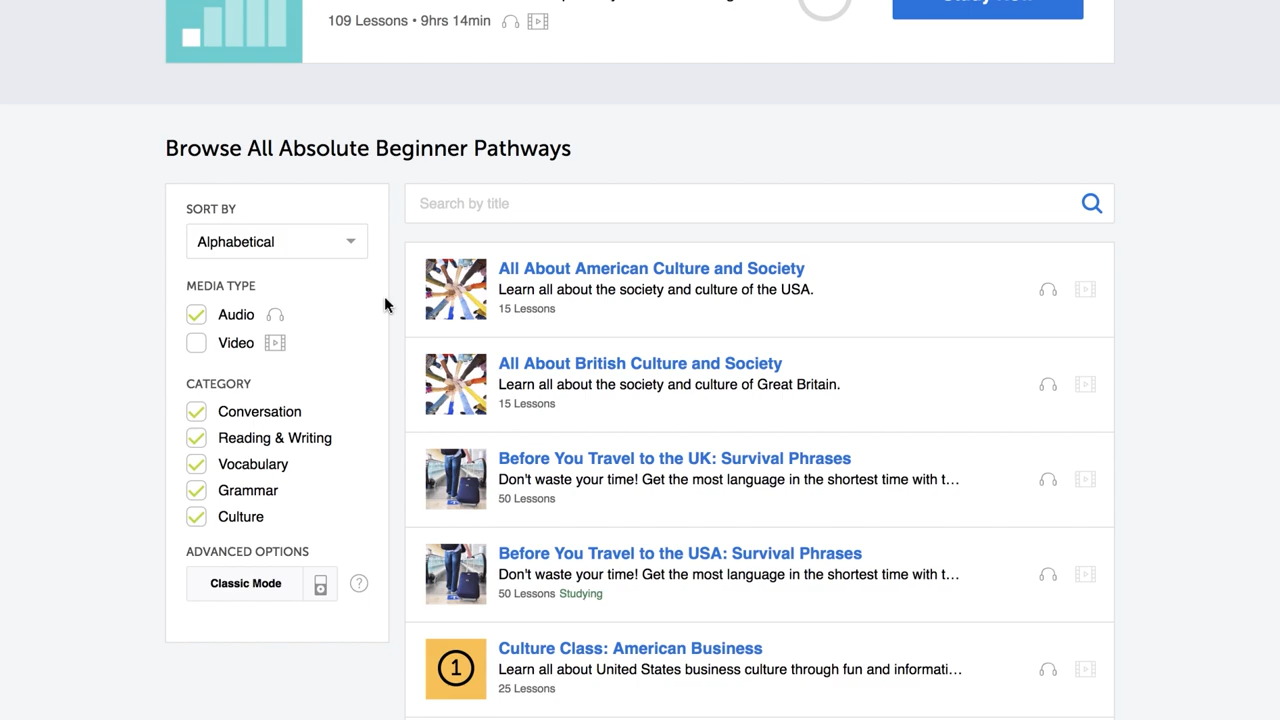 109 Lessons • 9hrs 14min
Browse All Absolute Beginner Pathways
SORT BY
Alphabetical
MEDIA TYPE
Audio
Video
CATEGORY
Conversation
Reading & Writing
Vocabulary
Grammar
Culture
ADVANCED OPTIONS
Classic Mode
?
Search by title
All About American Culture and Society
Learn all about the society and culture of the USA.
15 Lessons
All About British Culture and Society
Learn all about the society and culture of Great Britain.
15 Lessons
Before You Travel to the UK: Survival Phrases
Don't waste your time! Get the most language in the shortest time with t…
50 Lessons
Before You Travel to the USA: Survival Phrases
Don't waste your time! Get the most language in the shortest time with t…
50 Lessons Studying
1
Culture Class: American Business
Learn all about United States business culture through fun and informati…
25 Lessons